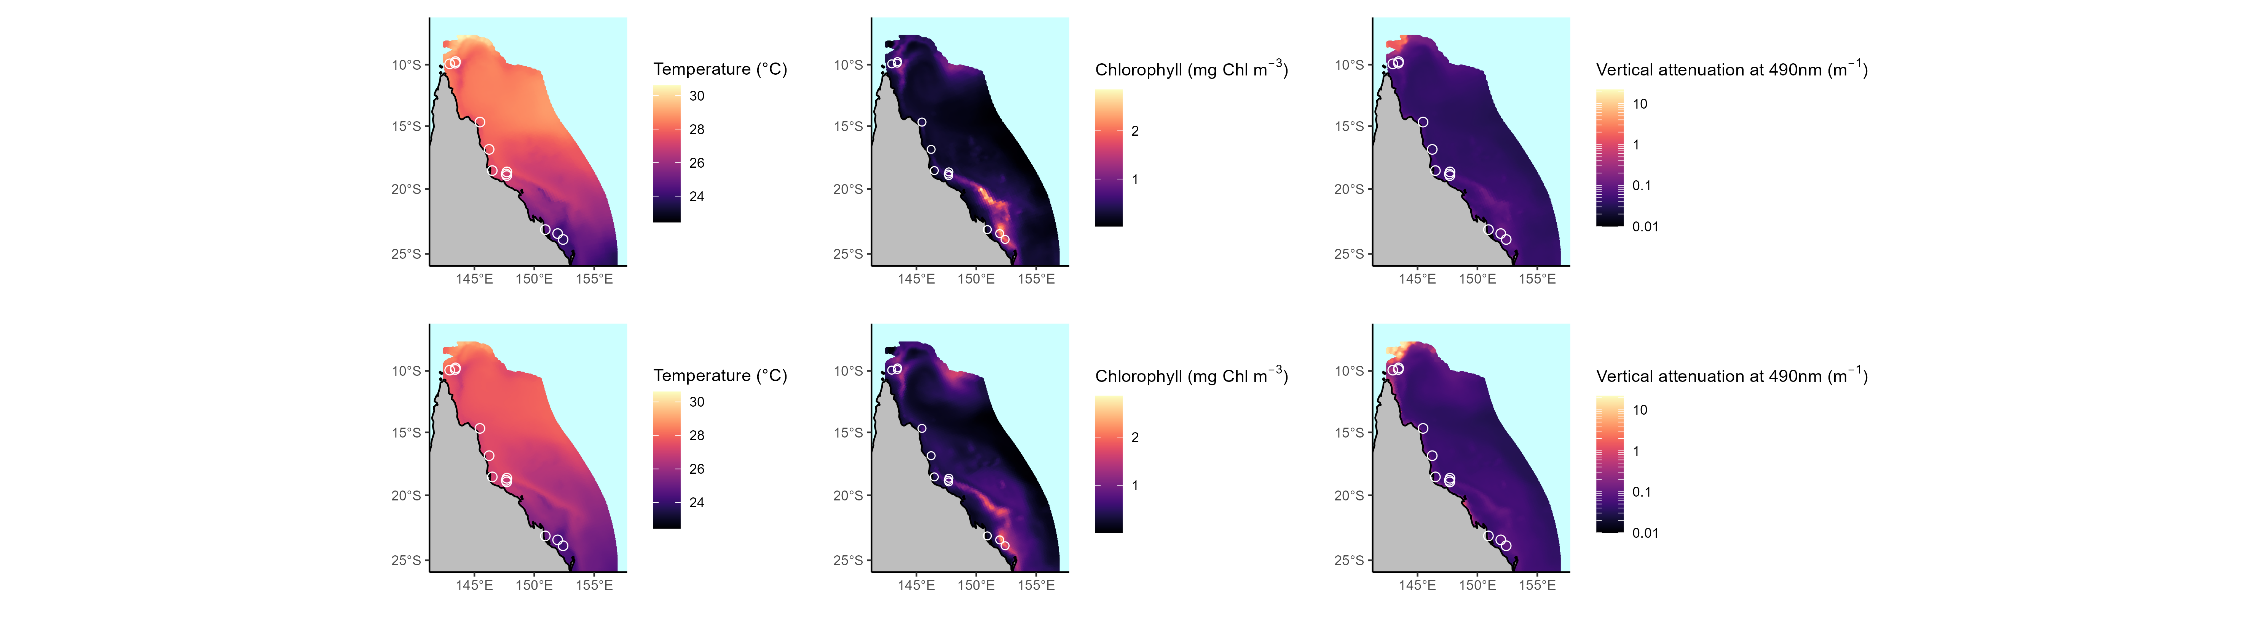 Temperature (°C)
30
28
26
24
10°S
15°S
20°S
25°S
145°E 150°E 155°E
Chlorophyll (mg Chl m⁻³)
2
1
10°S
15°S
20°S
25°S
145°E 150°E 155°E
Vertical attenuation at 490nm (m⁻¹)
10
1
0.1
0.01
10°S
15°S
20°S
25°S
145°E 150°E 155°E
Temperature (°C)
30
28
26
24
10°S
15°S
20°S
25°S
145°E 150°E 155°E
Chlorophyll (mg Chl m⁻³)
2
1
10°S
15°S
20°S
25°S
145°E 150°E 155°E
Vertical attenuation at 490nm (m⁻¹)
10
1
0.1
0.01
10°S
15°S
20°S
25°S
145°E 150°E 155°E